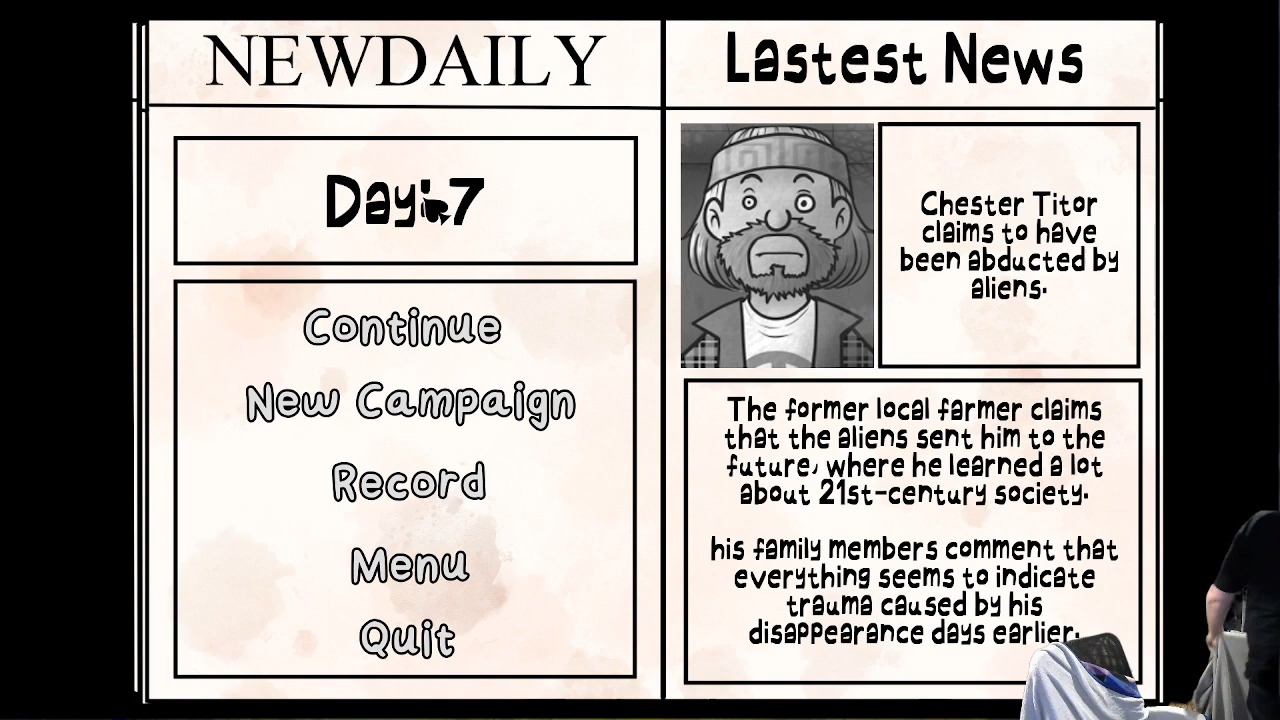 NEWDAILY
Lastest News
Day:7
Continue
New Campaign
Record
Menu
Quit
Chester Titor
claims to have
been abducted by
aliens.
The former local farmer claims
that the aliens sent him to the
future, where he learned a lot
about 21st-century society.
his family members comment that
everything seems to indicate
trauma caused by his
disappearance days earlier.